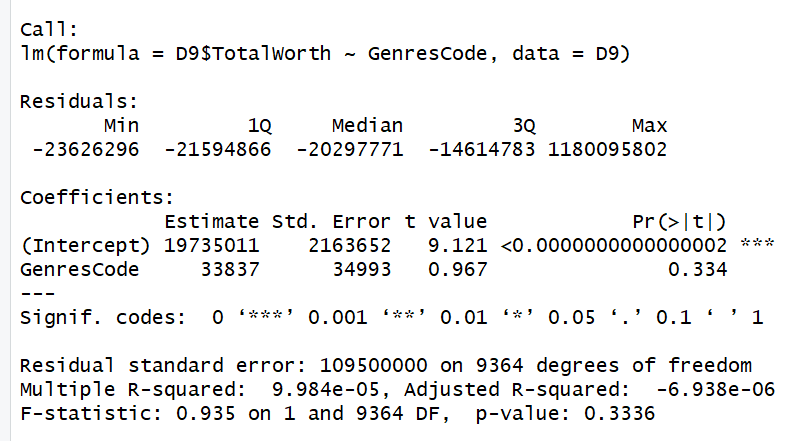 Call:
lm(formula = D9$TotalWorth ~ GenresCode, data = D9)
Residuals:
Min 1Q Median 3Q Max
-23626296 -21594866 -20297771 -14614783 1180095802
Coefficients:
Estimate Std. Error t value Pr(>|t|)
(Intercept) 19735011 2163652 9.121 <0.0000000000000002 ***
GenresCode 33837 34993 0.967 0.334
---
Signif. codes: 0 ‘***’ 0.001 ‘**’ 0.01 ‘*’ 0.05 ‘.’ 0.1 ‘ ’ 1
Residual standard error: 109500000 on 9364 degrees of freedom
Multiple R-squared: 9.984e-05, Adjusted R-squared: -6.938e-06
F-statistic: 0.935 on 1 and 9364 DF, p-value: 0.3336